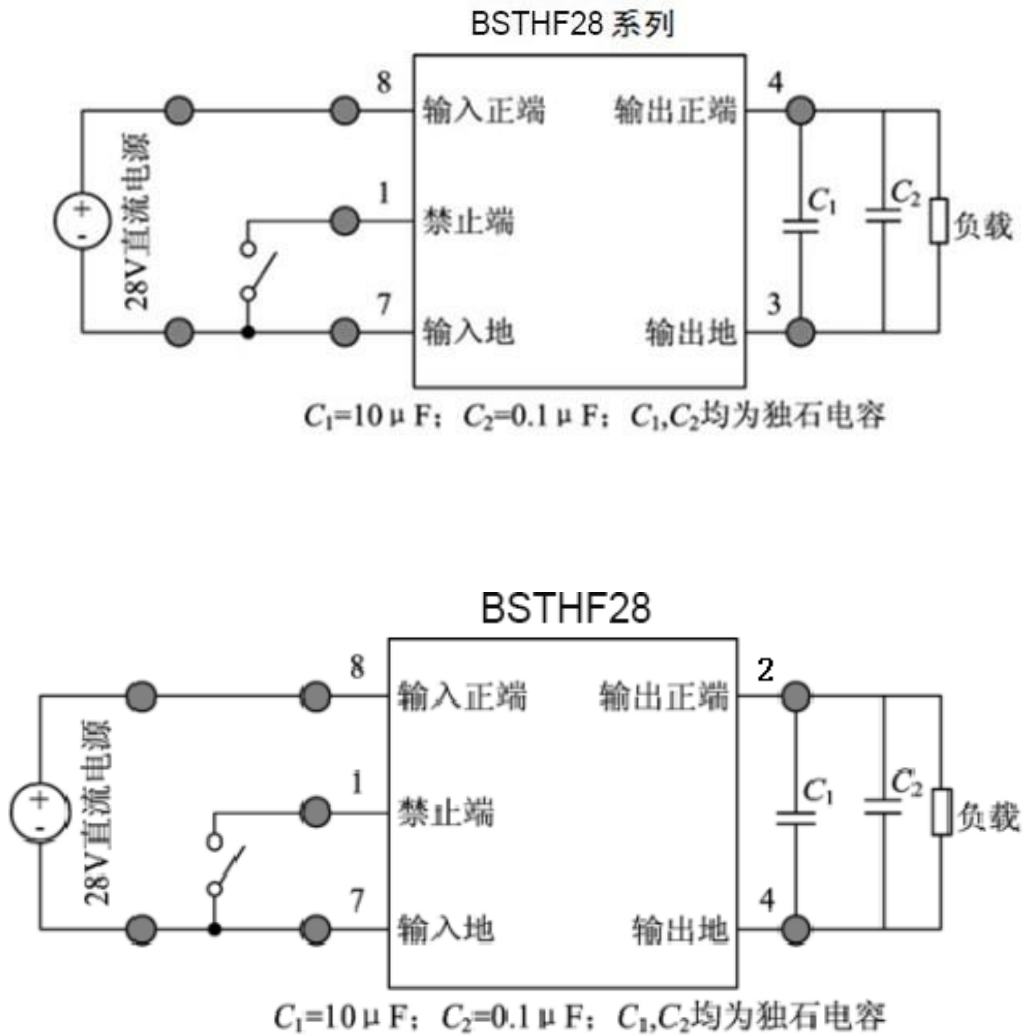 BSTHF28 系列
8
输入正端
输出正端
4
28V直流电源
+
-
1
禁止端
C₁
C₂
负载
7
输入地
输出地
3
C₁=10 μ F；C₂=0.1 μ F；C₁,C₂均为独石电容
BSTHF28
8
输入正端
输出正端
2
28V直流电源
+
-
1
禁止端
C₁
C₂
负载
7
输入地
输出地
4
C₁=10 μ F；C₂=0.1 μ F；C₁,C₂均为独石电容